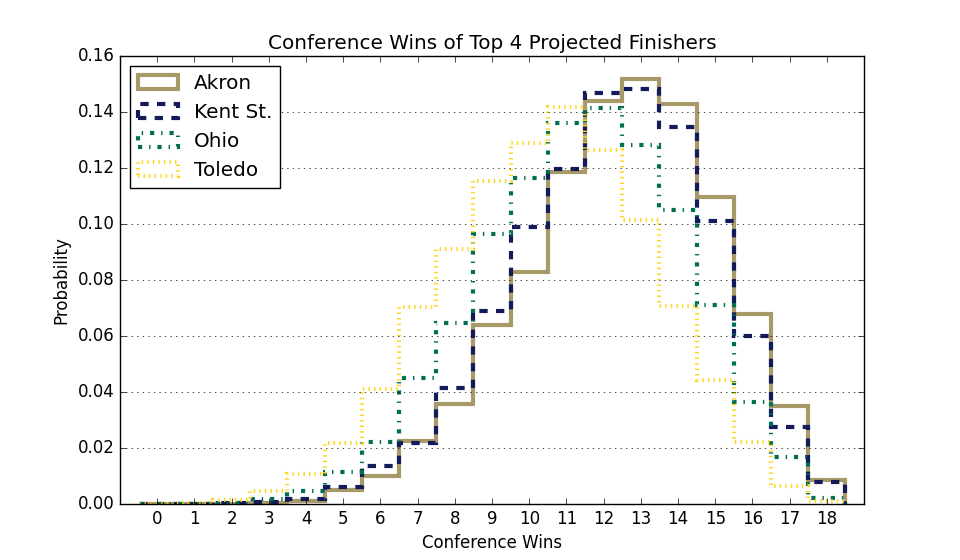 Conference Wins of Top 4 Projected Finishers
0.16
0.14
0.12
0.10
0.08
0.06
0.04
0.02
0.00
Probability
Akron
Kent St.
Ohio
Toledo
0 1 2 3 4 5 6 7 8 9 10 11 12 13 14 15 16 17 18
Conference Wins